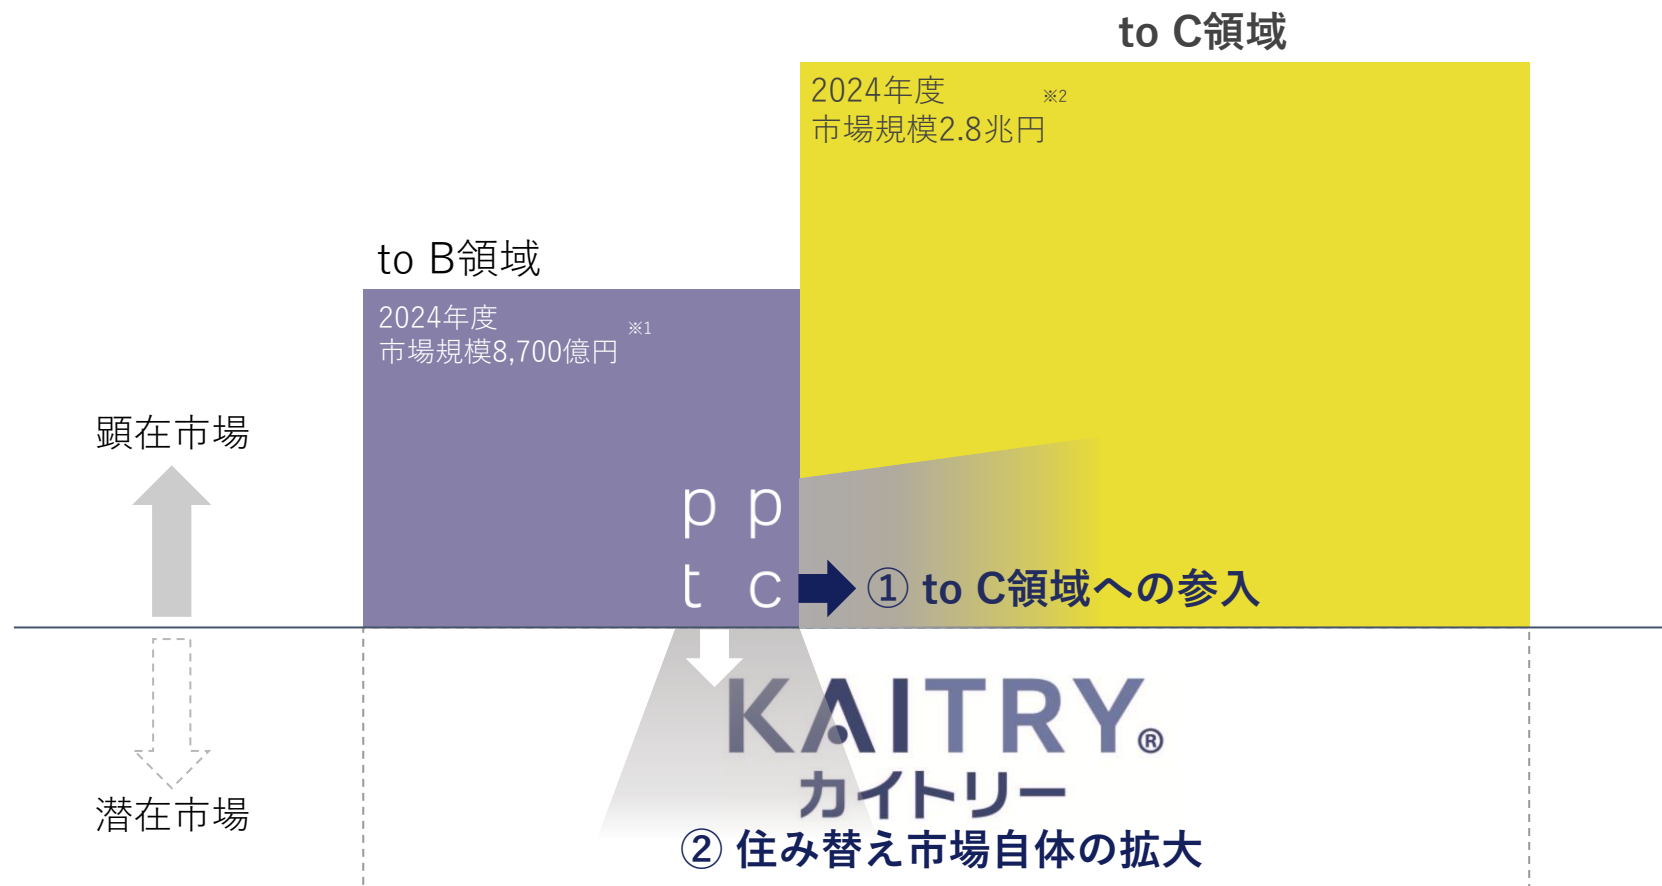 to C領域
2024年度
市場規模2.8兆円 ※2
to B領域
2024年度
市場規模8,700億円 ※1
顕在市場
p p
t c
① to C領域への参入
KAITRY®
カイトリー
潜在市場
② 住み替え市場自体の拡大